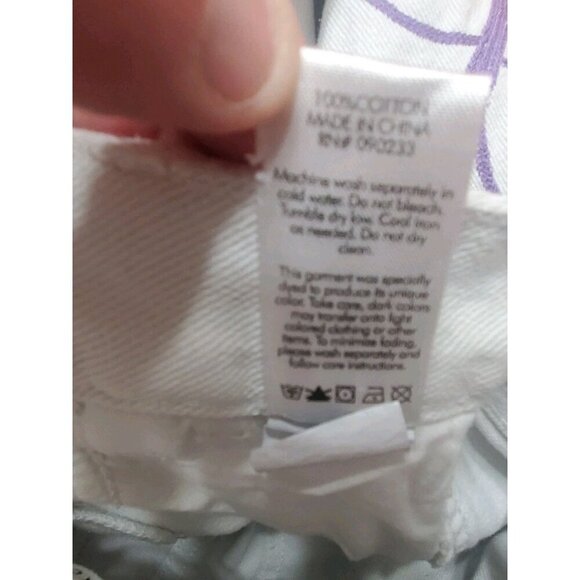 100%COTTON
MADE IN CHINA
RN# 090233
Machine wash separately in
cold water. Do not bleach.
Tumble dry low. Cool iron
as needed. Do not dry
clean.
This garment was specially
dyed to produce its unique
color. Take care, dark colors
may transfer onto light
colored clothing or other
items. To minimize fading,
please wash separately and
follow care instructions.